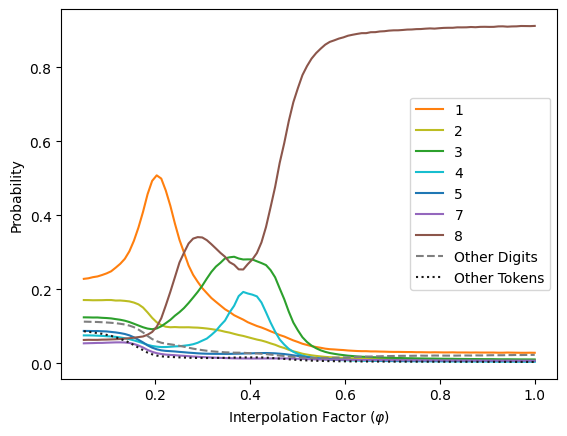 0.8
0.6
0.4
0.2
0.0
Probability
1
2
3
4
5
7
8
Other Digits
Other Tokens
0.2 0.4 0.6 0.8 1.0
Interpolation Factor (φ)